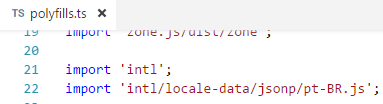 TS polyfills.ts ×
19 import 'zone.js/dist/zone';
20
21 import 'intl';
22 import 'intl/locale-data/jsonp/pt-BR.js';